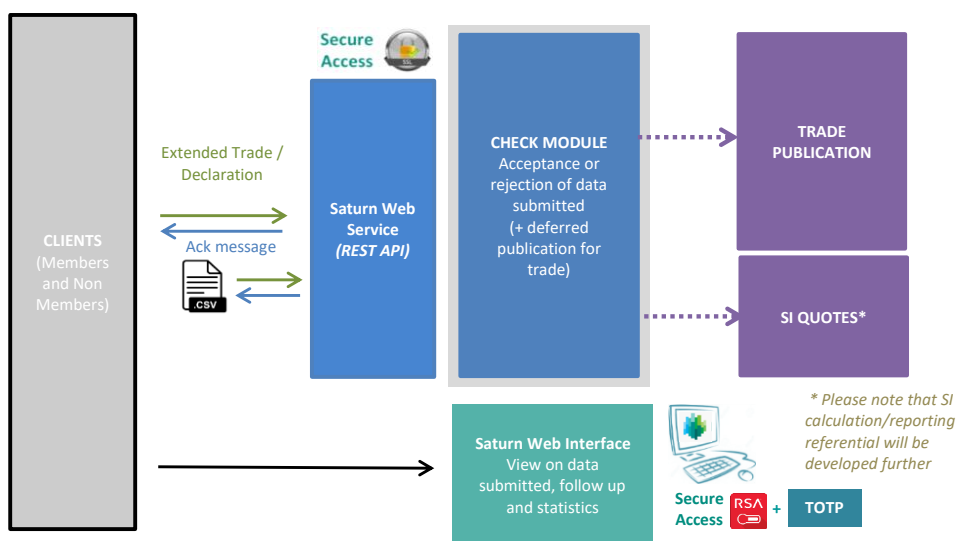 CLIENTS
(Members
and Non
Members)
Extended Trade /
Declaration
Ack message
.CSV
Secure
Access
SSL
Saturn Web
Service
(REST API)
CHECK MODULE
Acceptance or
rejection of data
submitted
(+ deferred
publication for
trade)
TRADE
PUBLICATION
SI QUOTES*
Saturn Web Interface
View on data
submitted, follow up
and statistics
* Please note that SI
calculation/reporting
referential will be
developed further
Secure
Access
RSA
+
TOTP